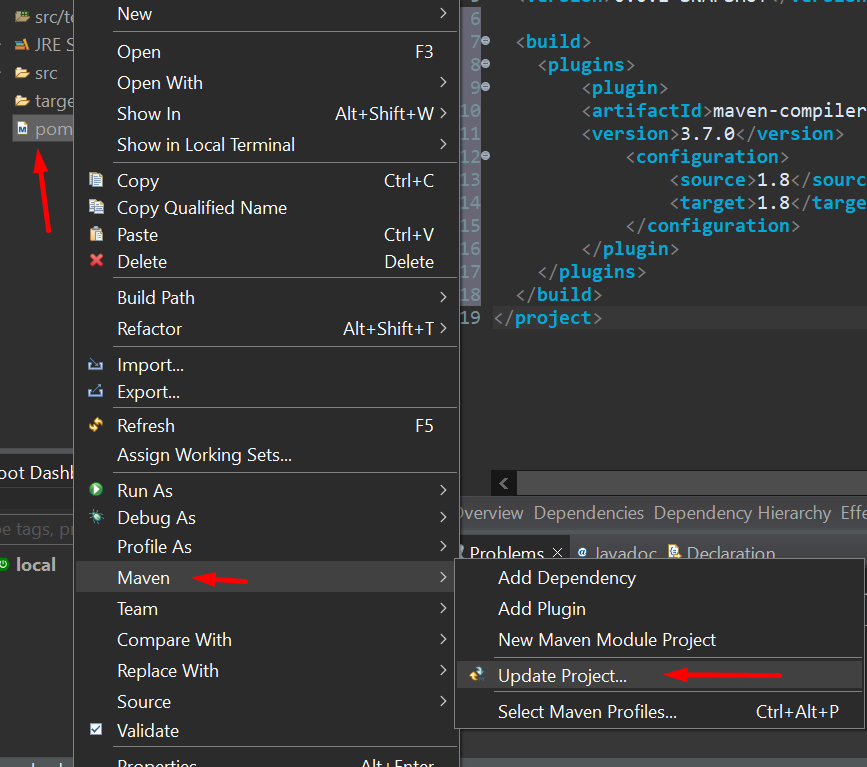 src/te
JRE S
src
targe
pom
oot Dashb
be tags, pr
local
New
Open F3
Open With
Show In Alt+Shift+W
Show in Local Terminal
Copy Ctrl+C
Copy Qualified Name
Paste Ctrl+V
Delete Delete
Build Path
Refactor Alt+Shift+T
Import...
Export...
Refresh F5
Assign Working Sets...
Run As
Debug As
Profile As
Maven
Team
Compare With
Replace With
Source
Validate
Properties Alt+Enter
6
7 <build>
8 <plugins>
9 <plugin>
10 <artifactId>maven-compiler
11 <version>3.7.0</version>
12 <configuration>
13 <source>1.8</sourc
14 <target>1.8</targe
15 </configuration>
16 </plugin>
17 </plugins>
18 </build>
19 </project>
Overview Dependencies Dependency Hierarchy Effe
Problems Javadoc Declaration
Add Dependency
Add Plugin
New Maven Module Project
Update Project...
Select Maven Profiles... Ctrl+Alt+P